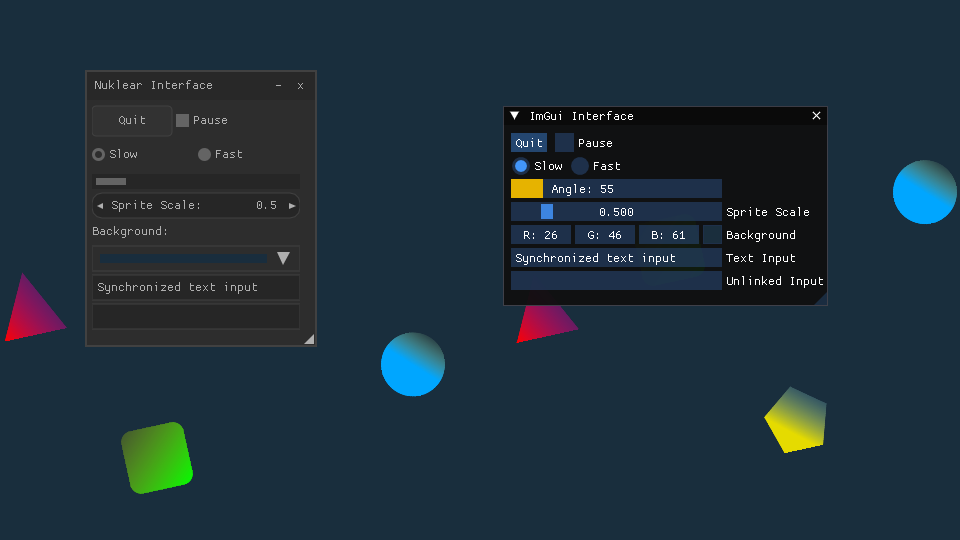 Nuklear Interface - x
Quit Pause
Slow Fast
Sprite Scale: 0.5
Background:
Synchronized text input
ImGui Interface
Quit Pause
Slow Fast
Angle: 55
0.500 Sprite Scale
R: 26 G: 46 B: 61 Background
Synchronized text input Text Input
Unlinked Input